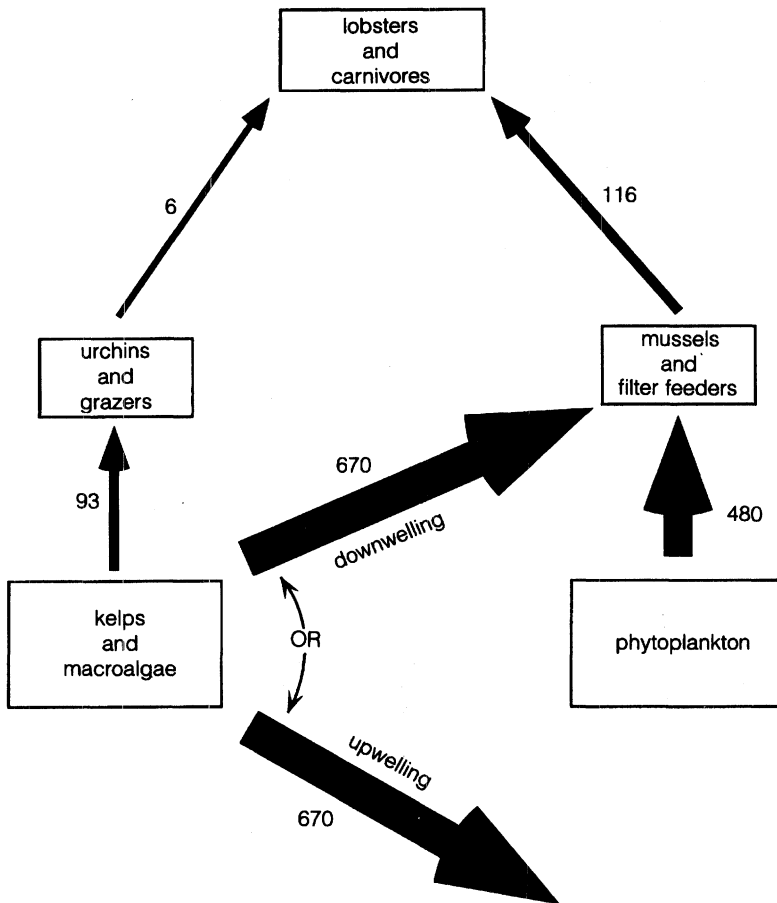 lobsters
and
carnivores
6
116
urchins
and
grazers
mussels
and
filter feeders
93
670
downwelling
480
kelps
and
macroalgae
OR
phytoplankton
upwelling
670